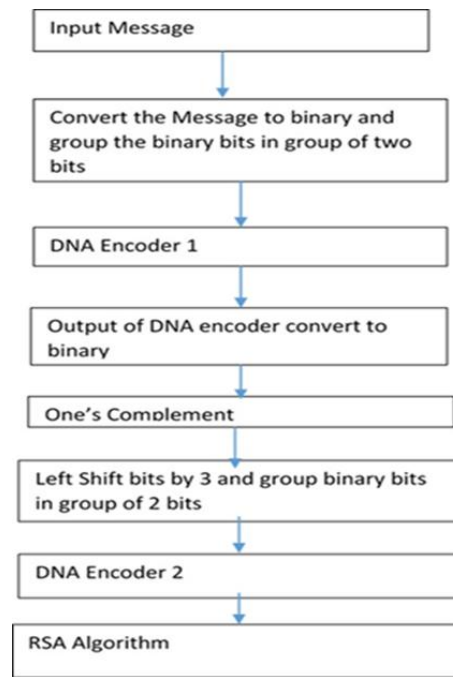 Input Message
Convert the Message to binary and
group the binary bits in group of two
bits
DNA Encoder 1
Output of DNA encoder convert to
binary
One's Complement
Left Shift bits by 3 and group binary bits
in group of 2 bits
DNA Encoder 2
RSA Algorithm